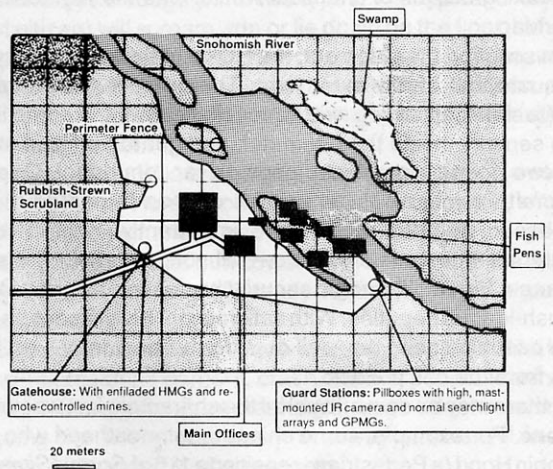 Swamp
Snohomish River
Perimeter Fence
Rubbish-Strewn
Scrubland
Fish
Pens
Gatehouse: With enfiladed HMGs and re-
mote-controlled mines.
Guard Stations: Pillboxes with high, mast-
mounted IR camera and normal searchlight
arrays and GPMGs.
Main Offices
20 meters